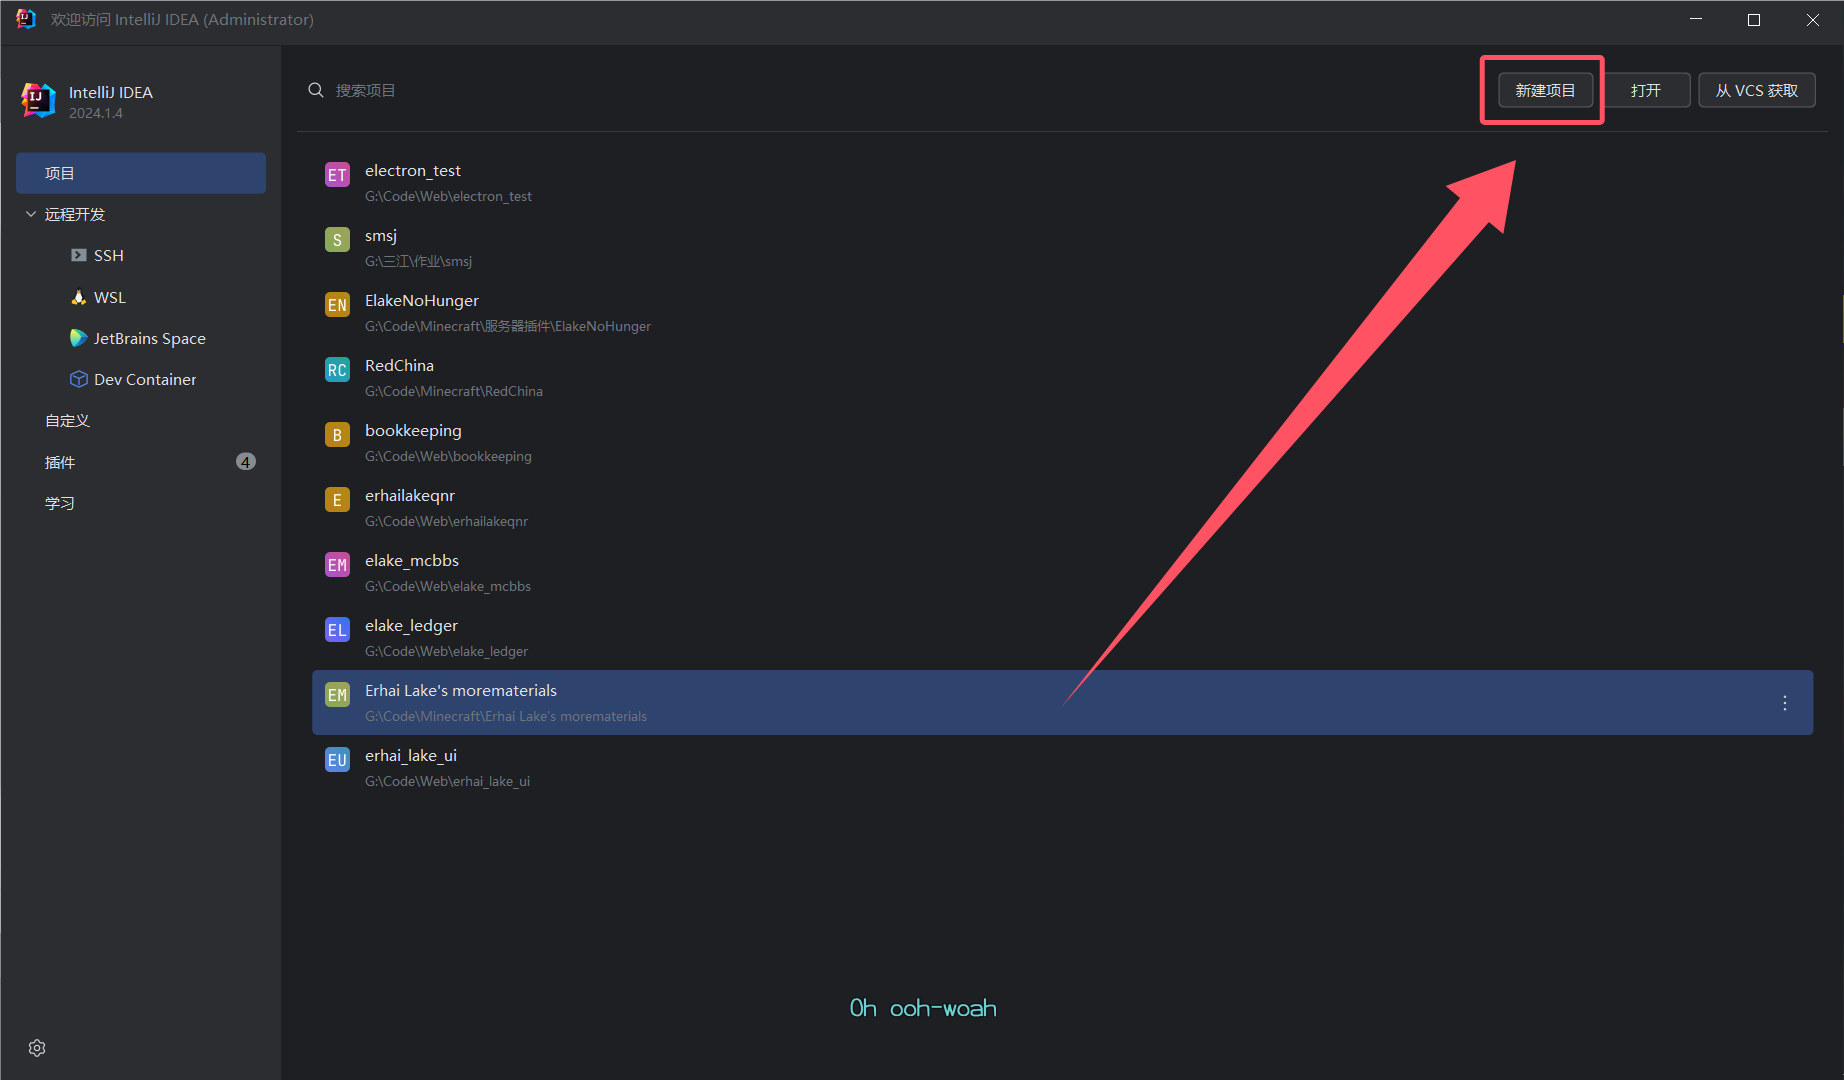 欢迎访问 IntelliJ IDEA (Administrator)
IntelliJ IDEA
2024.1.4
项目
远程开发
SSH
WSL
JetBrains Space
Dev Container
自定义
插件 4
学习
搜索项目
新建项目 打开 从 VCS 获取
ET electron_test
G:\Code\Web\electron_test
S smsj
G:\三江\作业\smsj
EN ElakeNoHunger
G:\Code\Minecraft\服务器插件\ElakeNoHunger
RC RedChina
G:\Code\Minecraft\RedChina
B bookkeeping
G:\Code\Web\bookkeeping
E erhailakeqnr
G:\Code\Web\erhailakeqnr
EM elake_mcbbs
G:\Code\Web\elake_mcbbs
EL elake_ledger
G:\Code\Web\elake_ledger
EM Erhai Lake's morematerials
G:\Code\Minecraft\Erhai Lake's morematerials
EU erhai_lake_ui
G:\Code\Web\erhai_lake_ui
Oh ooh-woah